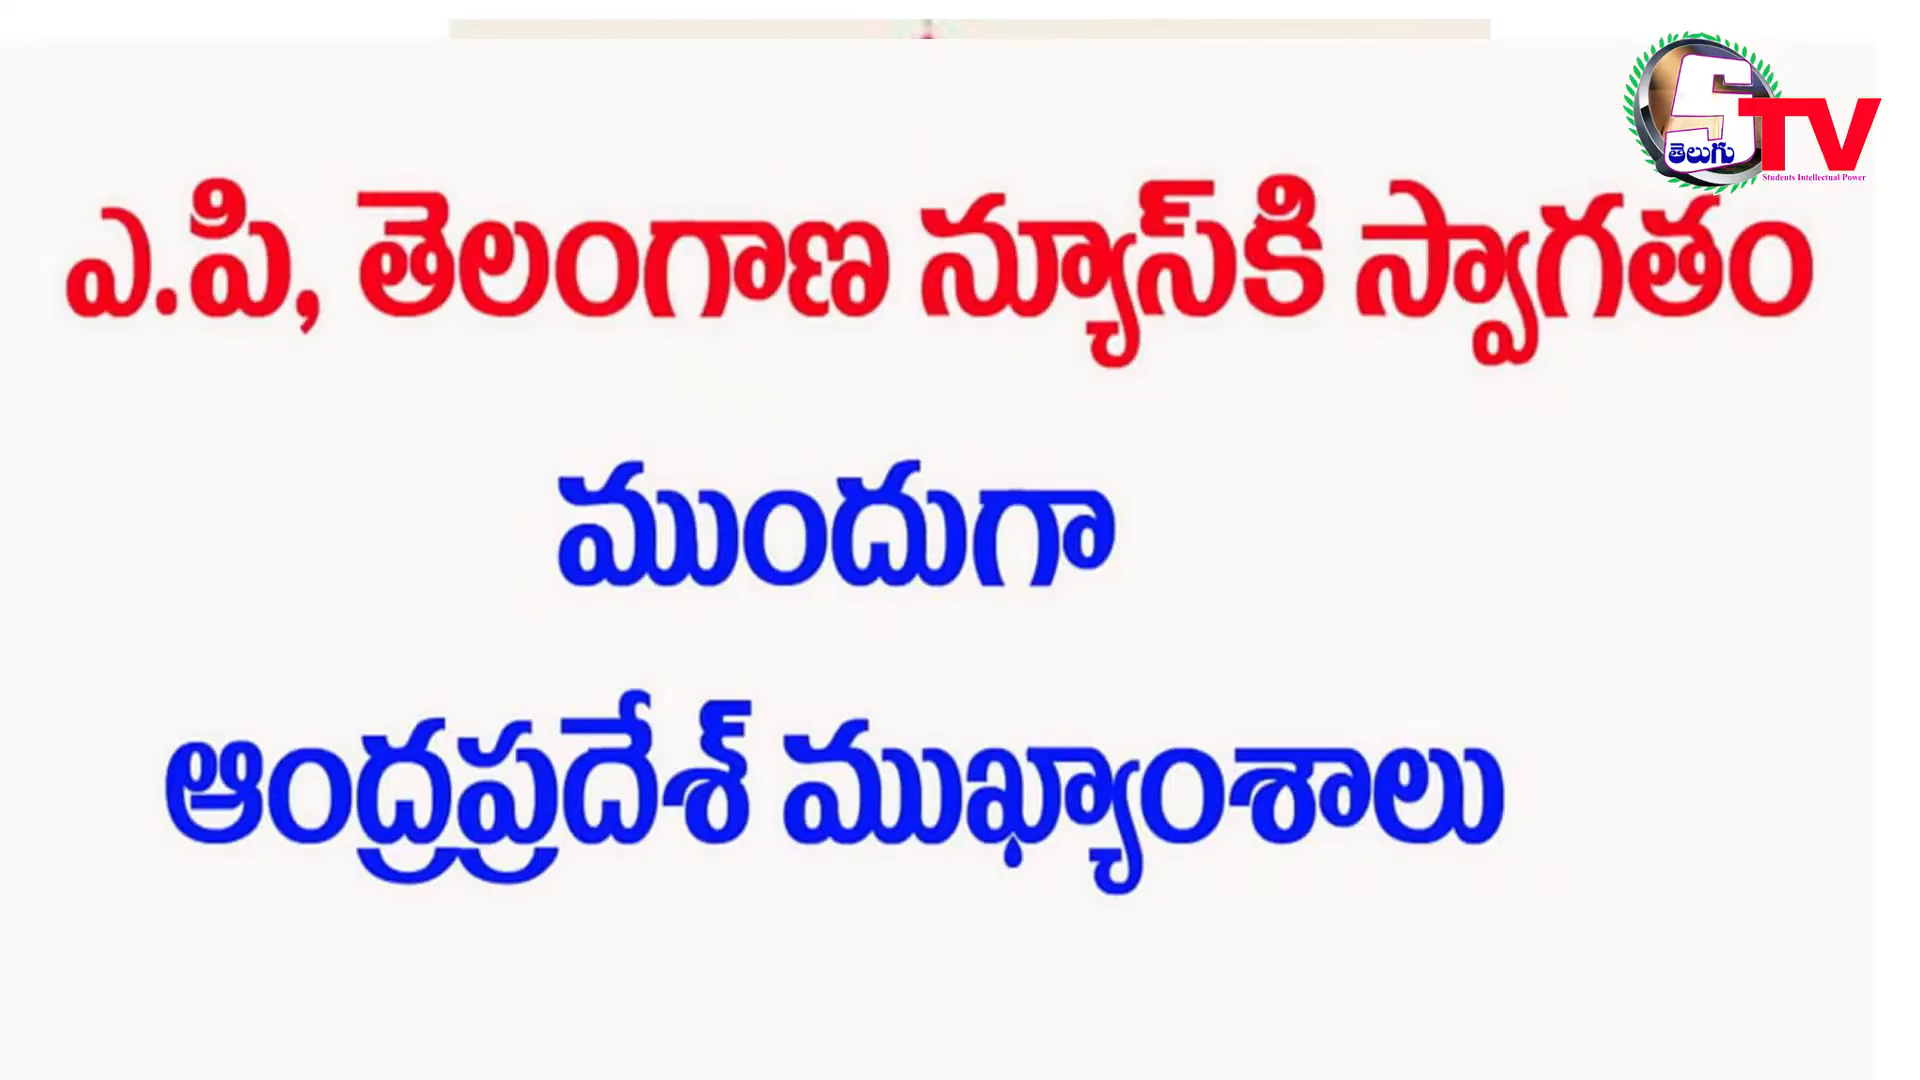 S TV
తెలుగు
Students Intellectual Power
ఎ.పి, తెలంగాణ న్యూస్‌కి స్వాగతం
ముందుగా
ఆంధ్రప్రదేశ్ ముఖ్యాంశాలు